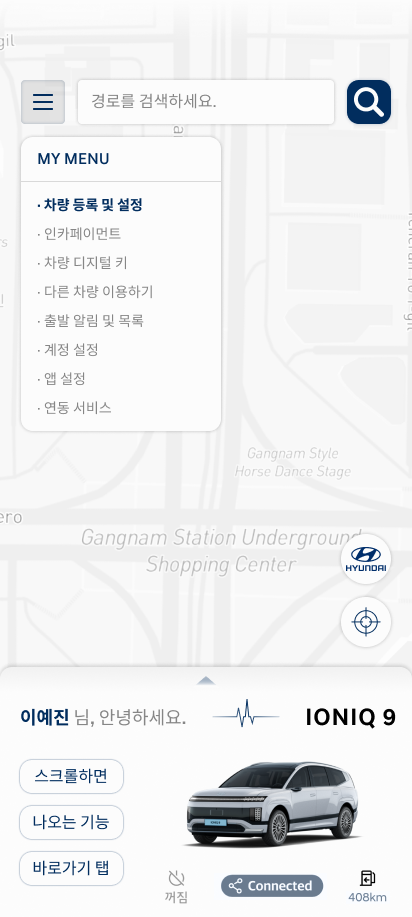 gil
경로를 검색하세요.
MY MENU
· 차량 등록 및 설정
· 인카페이먼트
· 차량 디지털 키
· 다른 차량 이용하기
· 출발 알림 및 목록
· 계정 설정
· 앱 설정
· 연동 서비스
Gangnam Style
Horse Dance Stage
ero
Gangnam Station Underground
Shopping Center
HYUNDAI
이예진 님, 안녕하세요.
IONIQ 9
스크롤하면
나오는 기능
바로가기 탭
꺼짐
Connected
408km